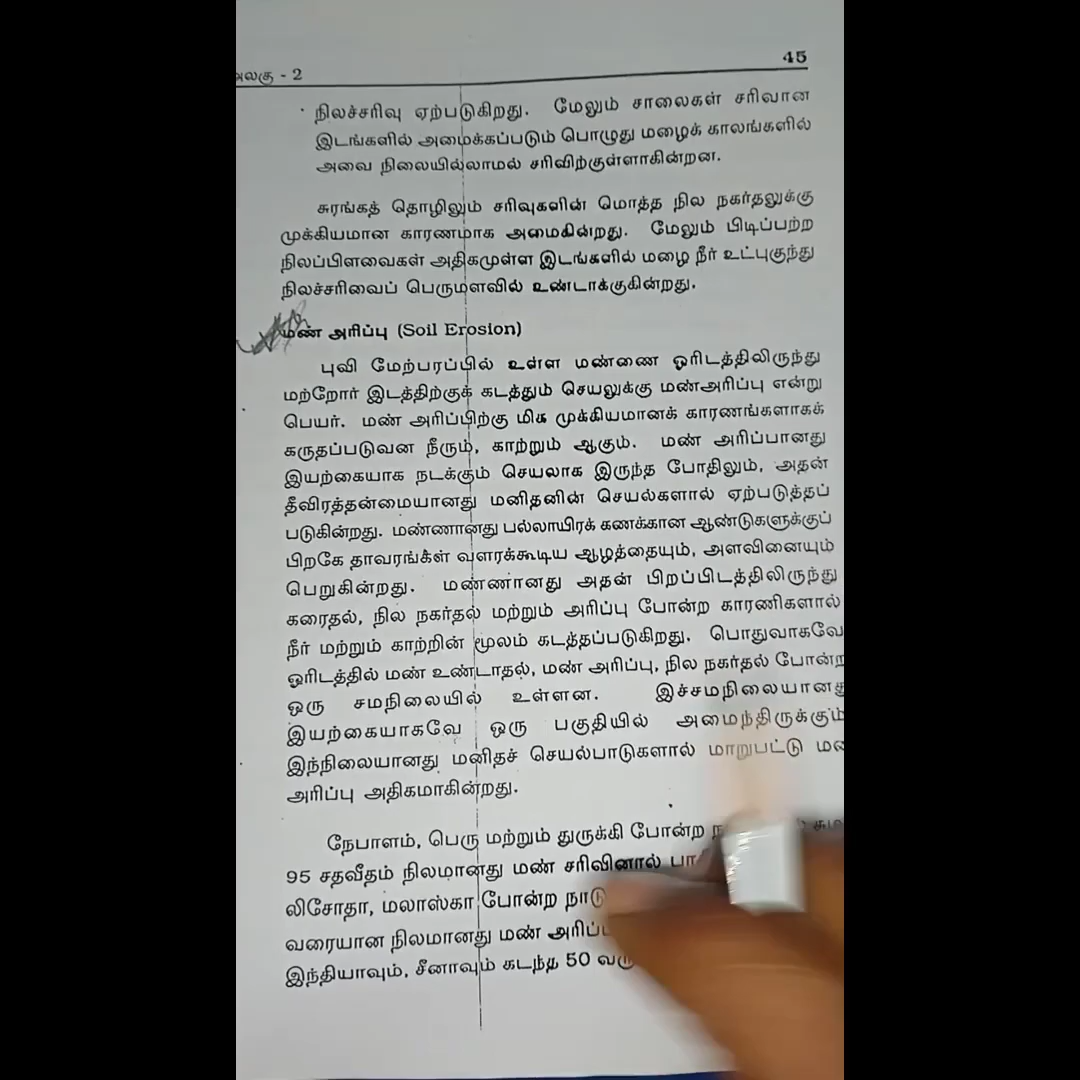 அலகு - 2
45
நிலச்சரிவு ஏற்படுகிறது. மேலும் சாலைகள் சரிவான
இடங்களில் அமைக்கப்படும் பொழுது மழைக் காலங்களில்
அவை நிலையில்லாமல் சரிவிற்குள்ளாகின்றன.
சுரங்கத் தொழிலும் சரிவுகளின் மொத்த நில நகர்தலுக்கு
முக்கியமான காரணமாக அமைகின்றது. மேலும் பிடிப்பற்ற
நிலப்பிளவைகள் அதிகமுள்ள இடங்களில் மழை நீர் உட்புகுந்து
நிலச்சரிவைப் பெருமளவில் உண்டாக்குகின்றது.
மண் அரிப்பு (Soil Erosion)
புவி மேற்பரப்பில் உள்ள மண்ணை ஓரிடத்திலிருந்து
மற்றோர் இடத்திற்குக் கடத்தும் செயலுக்கு மண்அரிப்பு என்று
பெயர். மண் அரிப்பிற்கு மிக முக்கியமானக் காரணங்களாகக்
கருதப்படுவன நீரும், காற்றும் ஆகும். மண் அரிப்பானது
இயற்கையாக நடக்கும் செயலாக இருந்த போதிலும், அதன்
தீவிரத்தன்மையானது மனிதனின் செயல்களால் ஏற்படுத்தப்
படுகின்றது. மண்ணானது பல்லாயிரக் கணக்கான ஆண்டுகளுக்குப்
பிறகே தாவரங்கள் வளரக்கூடிய ஆழத்தையும், அளவினையும்
பெறுகின்றது. மண்ணானது அதன் பிறப்பிடத்திலிருந்து
கரைதல், நில நகர்தல் மற்றும் அரிப்பு போன்ற காரணிகளால்
நீர் மற்றும் காற்றின் மூலம் கடத்தப்படுகிறது. பொதுவாகவே
ஓரிடத்தில் மண் உண்டாதல், மண் அரிப்பு, நில நகர்தல் போன்ற
ஒரு சமநிலையில் உள்ளன. இச்சமநிலையானது
இயற்கையாகவே ஒரு பகுதியில் அமைந்திருக்கும்
இந்நிலையானது மனிதச் செயல்பாடுகளால் மாறுபட்டு
அரிப்பு அதிகமாகின்றது.
நேபாளம், பெரு மற்றும் துருக்கி போன்ற
95 சதவீதம் நிலமானது மண் சரிவினால்
லிசோதா, மலாஸ்கா போன்ற
வரையான நிலமானது மண்
இந்தியாவும், சீனாவும் கடந்த 50